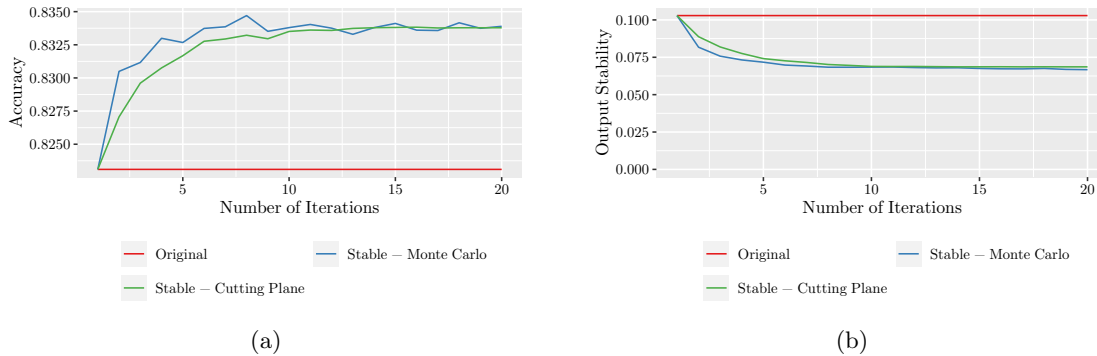 0.8350
0.8325
0.8300
0.8275
0.8250
Accuracy
5
10
15
20
Number of Iterations
Original
Stable − Monte Carlo
Stable − Cutting Plane
(a)
0.100
0.075
0.050
0.025
0.000
Output Stability
5
10
15
20
Number of Iterations
Original
Stable − Monte Carlo
Stable − Cutting Plane
(b)